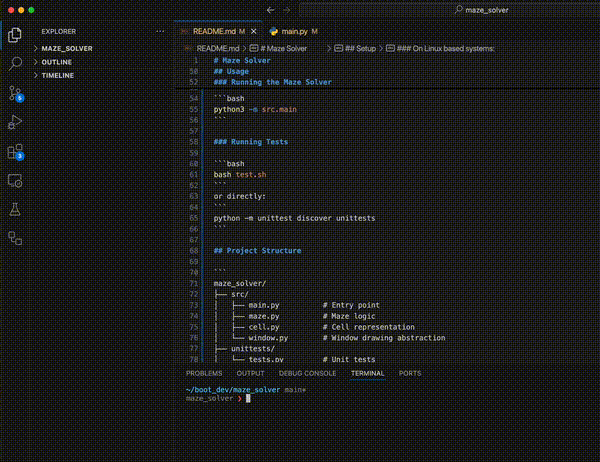 maze_solver
EXPLORER
MAZE_SOLVER
OUTLINE
TIMELINE
5
3
README.md M
main.py M
README.md > # Maze Solver > ## Setup > ### On Linux based systems:
1 # Maze Solver
50 ## Usage
52 ### Running the Maze Solver
54 ```bash
55 python3 -m src.main
56 ```
57
58 ### Running Tests
59
60 ```bash
61 bash test.sh
62 ```
63 or directly:
64 ```
65 python -m unittest discover unittests
66 ```
67
68 ## Project Structure
69
70 ```
71 maze_solver/
72 ├── src/
73 │   ├── main.py # Entry point
74 │   ├── maze.py # Maze logic
75 │   ├── cell.py # Cell representation
76 │   └── window.py # Window drawing abstraction
77 ├── unittests/
78 │   └── tests.py # Unit tests
PROBLEMS OUTPUT DEBUG CONSOLE TERMINAL PORTS
~/boot_dev/maze_solver main*
maze_solver ❯